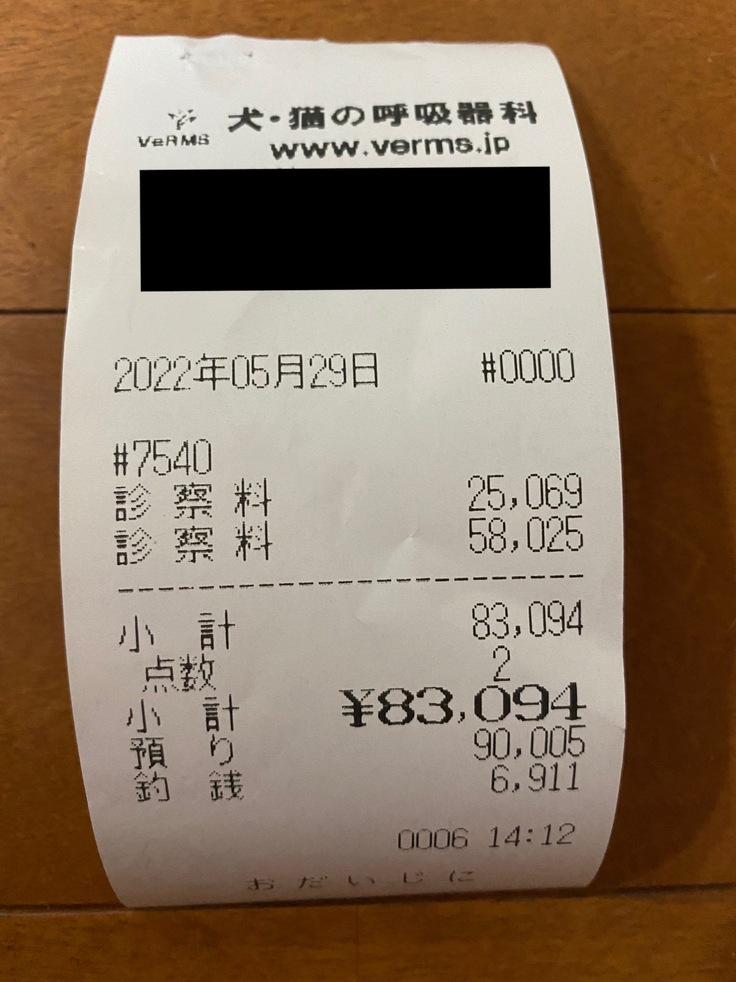 犬・猫の呼吸器科
VeRMS
www.verms.jp
2022年05月29日 #0000
#7540
診察料 25,069
診察料 58,025
小計 83,094
点数 2
小計 ¥83,094
預り 90,005
釣銭 6,911
0006 14:12
おだいじに